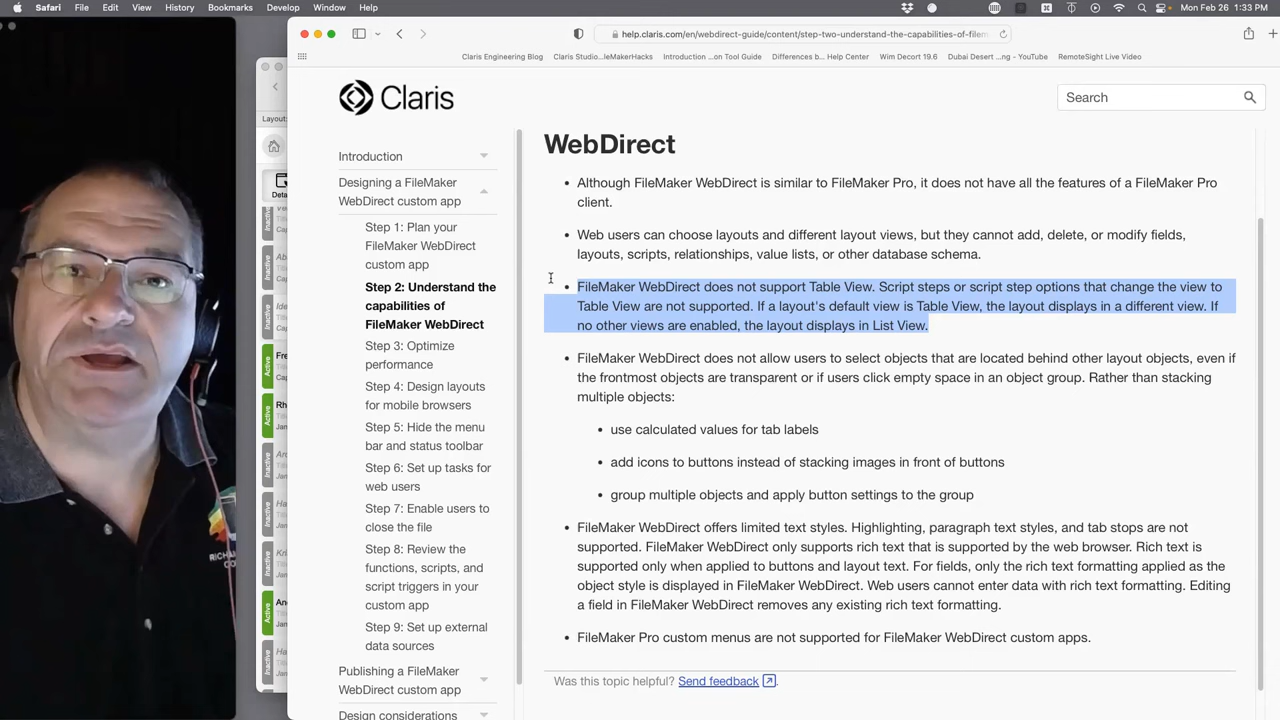 Safari File Edit View History Bookmarks Develop Window Help
Mon Feb 26 1:33 PM
help.claris.com/en/webdirect-guide/content/step-two-understand-the-capabilities-of-filem
Claris Engineering Blog Claris Studio...leMakerHacks Introduction ...on Tool Guide Differences b... Help Center Wim Decort 19.6 Dubai Desert ...ng - YouTube RemoteSight Live Video
Claris
Search
Layout:
Deta
Introduction
Designing a FileMaker
WebDirect custom app
Step 1: Plan your
FileMaker WebDirect
custom app
Step 2: Understand the
capabilities of
FileMaker WebDirect
Step 3: Optimize
performance
Step 4: Design layouts
for mobile browsers
Step 5: Hide the menu
bar and status toolbar
Step 6: Set up tasks for
web users
Step 7: Enable users to
close the file
Step 8: Review the
functions, scripts, and
script triggers in your
custom app
Step 9: Set up external
data sources
Publishing a FileMaker
WebDirect custom app
Design considerations
WebDirect
• Although FileMaker WebDirect is similar to FileMaker Pro, it does not have all the features of a FileMaker Pro
client.
• Web users can choose layouts and different layout views, but they cannot add, delete, or modify fields,
layouts, scripts, relationships, value lists, or other database schema.
• FileMaker WebDirect does not support Table View. Script steps or script step options that change the view to
Table View are not supported. If a layout's default view is Table View, the layout displays in a different view. If
no other views are enabled, the layout displays in List View.
• FileMaker WebDirect does not allow users to select objects that are located behind other layout objects, even if
the frontmost objects are transparent or if users click empty space in an object group. Rather than stacking
multiple objects:
• use calculated values for tab labels
• add icons to buttons instead of stacking images in front of buttons
• group multiple objects and apply button settings to the group
• FileMaker WebDirect offers limited text styles. Highlighting, paragraph text styles, and tab stops are not
supported. FileMaker WebDirect only supports rich text that is supported by the web browser. Rich text is
supported only when applied to buttons and layout text. For fields, only the rich text formatting applied as the
object style is displayed in FileMaker WebDirect. Web users cannot enter data with rich text formatting. Editing
a field in FileMaker WebDirect removes any existing rich text formatting.
• FileMaker Pro custom menus are not supported for FileMaker WebDirect custom apps.
Was this topic helpful? Send feedback
Inactive
Inactive
Inactive
Active
Fre
Active
Rh
Inactive
Inactive
Inactive
Active
Inactive